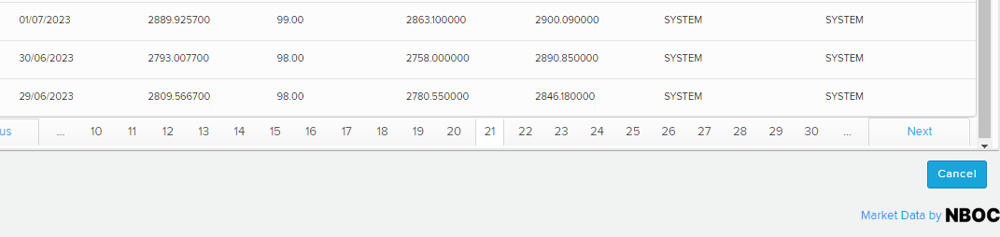 01/07/2023 2889.925700 99.00 2863.100000 2900.090000 SYSTEM SYSTEM
30/06/2023 2793.007700 98.00 2758.000000 2890.850000 SYSTEM SYSTEM
29/06/2023 2809.566700 98.00 2780.550000 2846.180000 SYSTEM SYSTEM
us ... 10 11 12 13 14 15 16 17 18 19 20 21 22 23 24 25 26 27 28 29 30 ... Next
Cancel
Market Data by NBOC